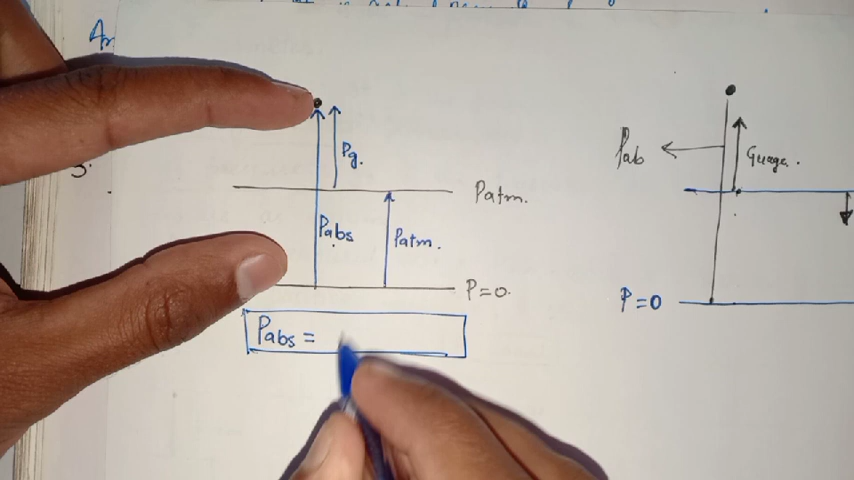 Pg.
Pab
Guage.
Patm.
Pabs
Patm.
P=0.
P=0
Pabs =